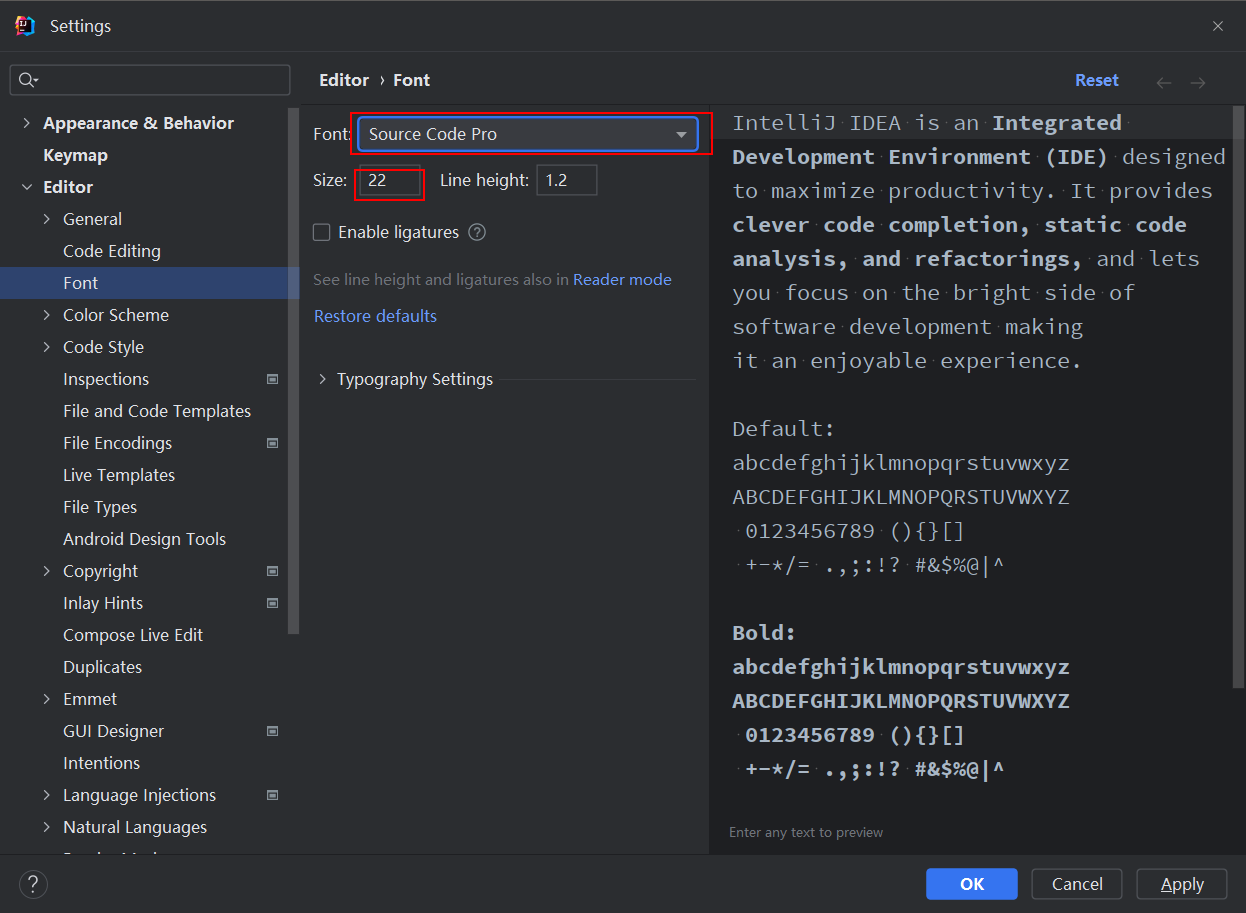 Settings
Editor › Font
Reset
Appearance & Behavior
Keymap
Editor
General
Code Editing
Font
Color Scheme
Code Style
Inspections
File and Code Templates
File Encodings
Live Templates
File Types
Android Design Tools
Copyright
Inlay Hints
Compose Live Edit
Duplicates
Emmet
GUI Designer
Intentions
Language Injections
Natural Languages
Font: Source Code Pro
Size: 22 Line height: 1.2
Enable ligatures ?
See line height and ligatures also in Reader mode
Restore defaults
Typography Settings
IntelliJ IDEA is an Integrated
Development Environment (IDE) designed
to maximize productivity. It provides
clever code completion, static code
analysis, and refactorings, and lets
you focus on the bright side of
software development making
it an enjoyable experience.
Default:
abcdefghijklmnopqrstuvwxyz
ABCDEFGHIJKLMNOPQRSTUVWXYZ
0123456789 (){}[]
+-*/= .,;:!? #&$%@|^
Bold:
abcdefghijklmnopqrstuvwxyz
ABCDEFGHIJKLMNOPQRSTUVWXYZ
0123456789 (){}[]
+-*/= .,;:!? #&$%@|^
Enter any text to preview
? OK Cancel Apply